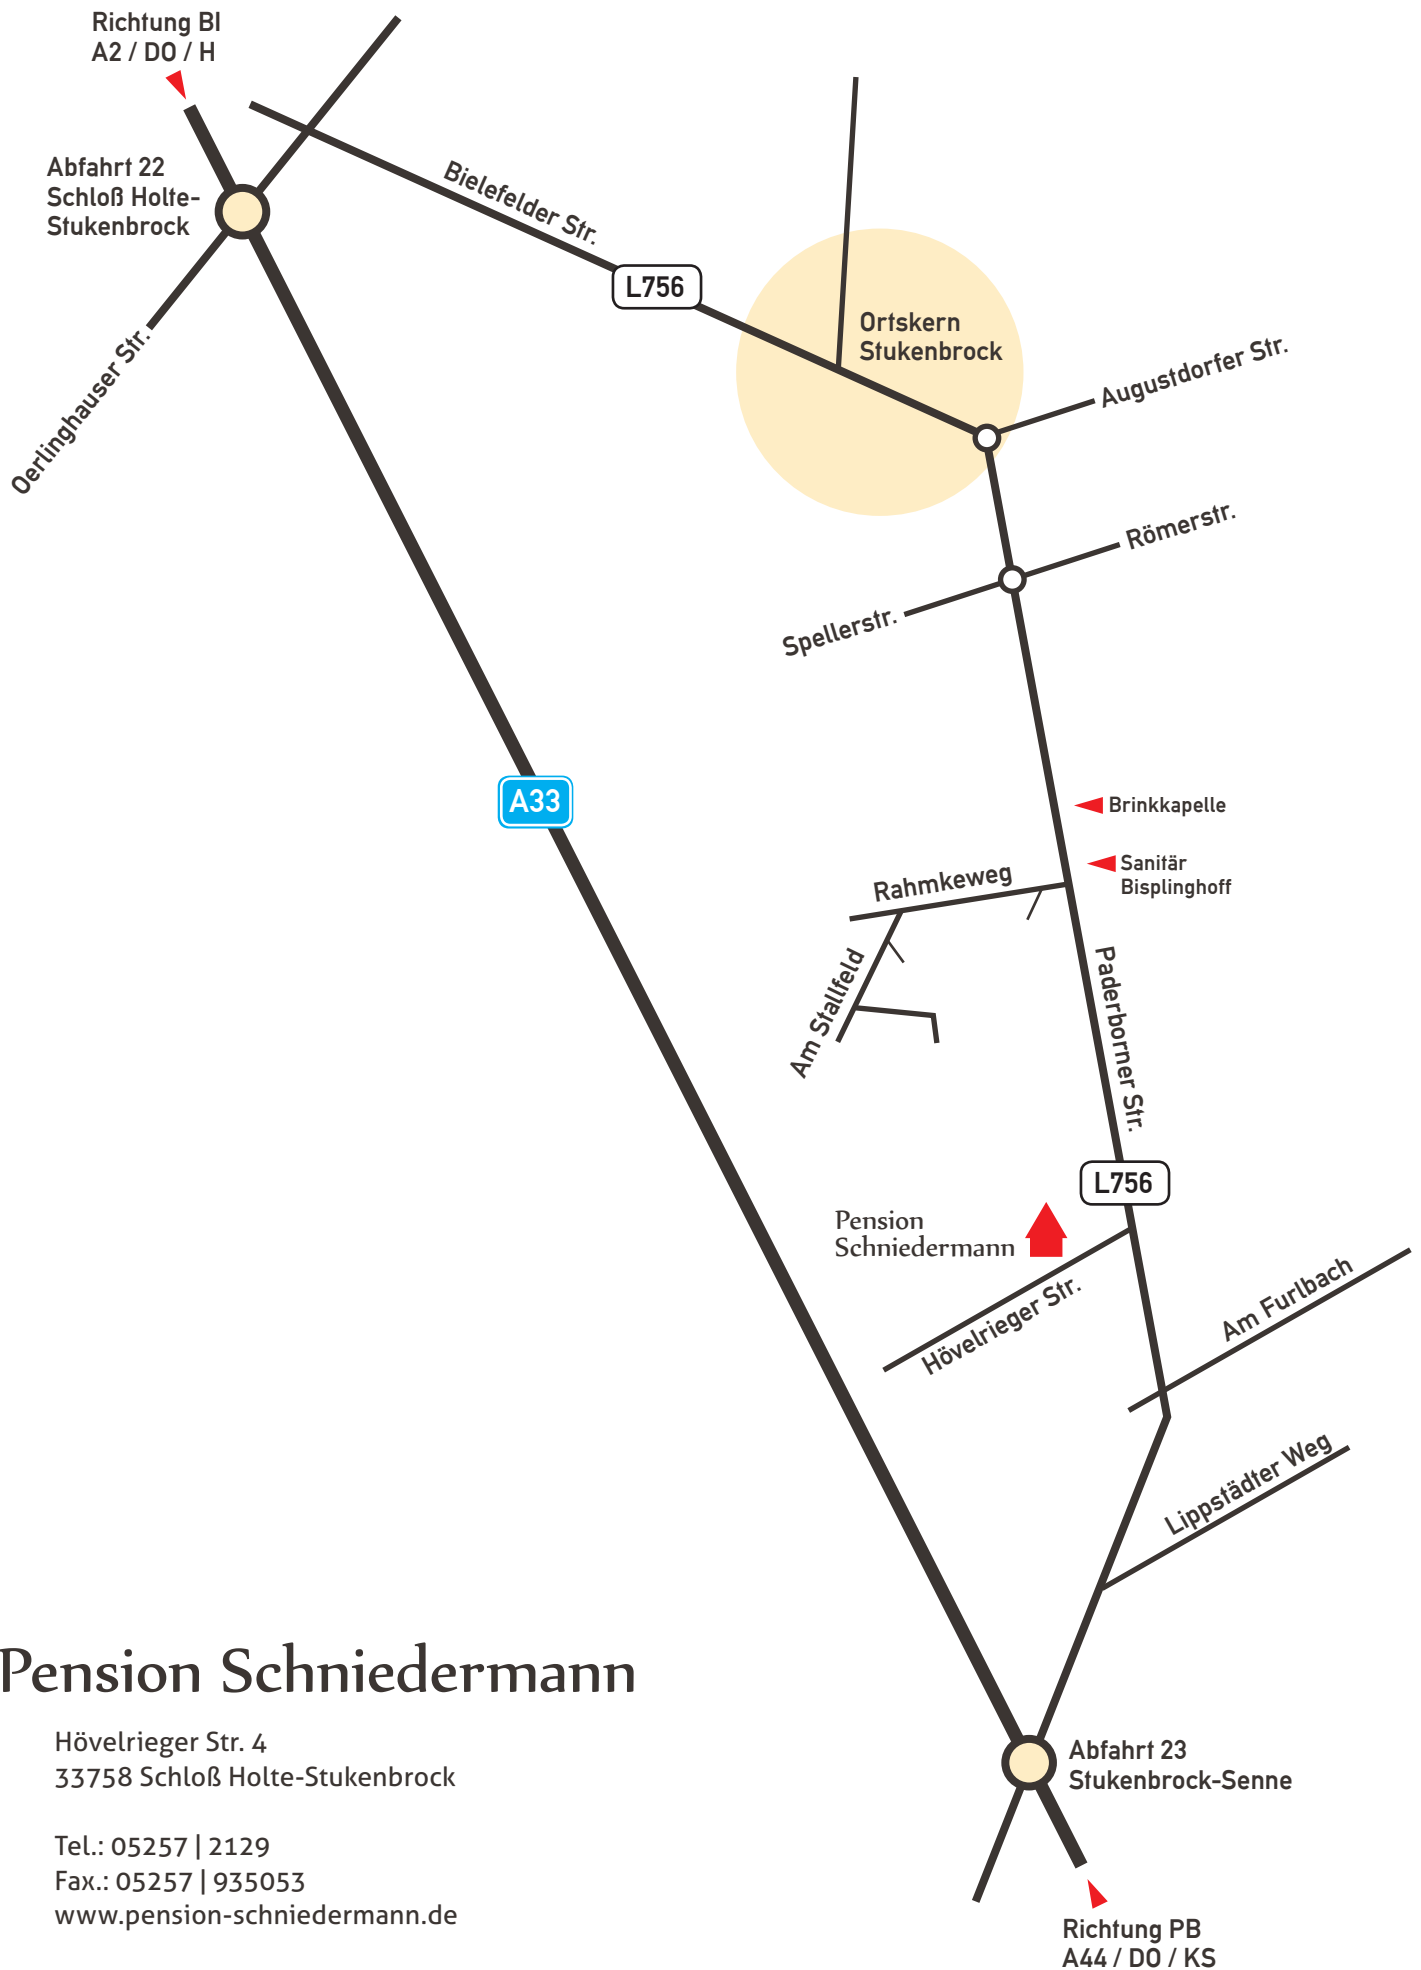 Richtung BI
A2 / DO / H
Abfahrt 22
Schloß Holte-
Stukenbrock
Bielefelder Str.
L756
Ortskern
Stukenbrock
Augustdorfer Str.
Oerlinghauser Str.
Römerstr.
Spellerstr.
A33
Brinkkapelle
Sanitär
Bisplinghoff
Rahmkeweg
Am Stallfeld
Paderborner Str.
L756
Pension
Schniedermann
Hövelrieger Str.
Am Furlbach
Lippstädter Weg
Pension Schniedermann
Hövelrieger Str. 4
33758 Schloß Holte-Stukenbrock
Tel.: 05257 | 2129
Fax.: 05257 | 935053
www.pension-schniedermann.de
Abfahrt 23
Stukenbrock-Senne
Richtung PB
A44 / DO / KS